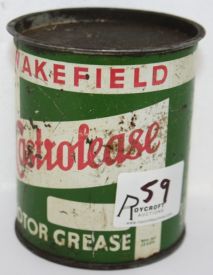 WAKEFIELD
Castrolease
59
ROYCROFT
AUCTIONS
MOTOR GREASE